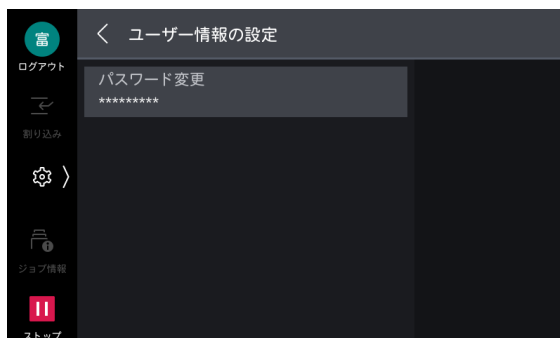 富
ユーザー情報の設定
ログアウト
パスワード変更
*********
割り込み
ジョブ情報
ストップ